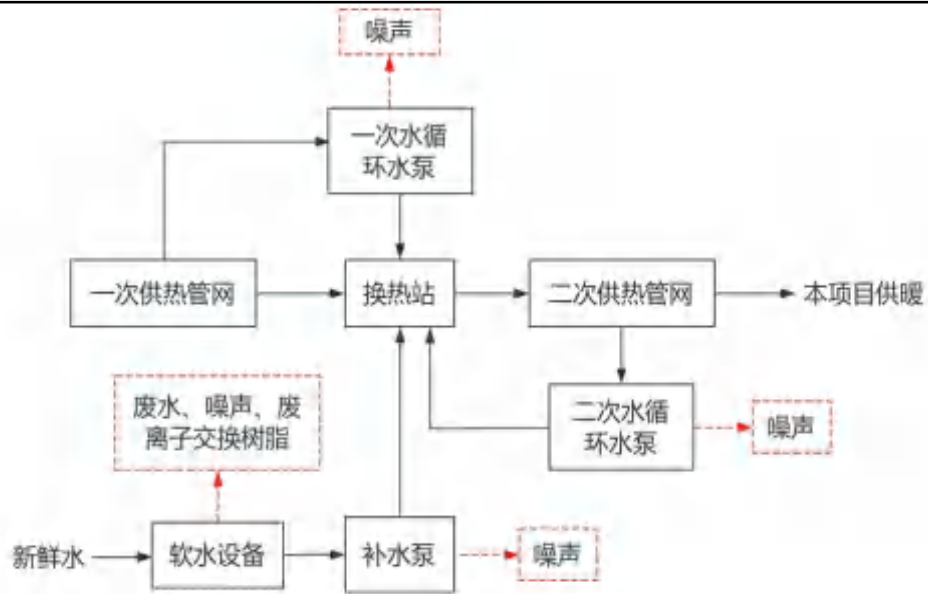 噪声
一次水循
环水泵
一次供热管网
换热站
二次供热管网
本项目供暖
废水、噪声、废
离子交换树脂
二次水循
环水泵
噪声
新鲜水
软水设备
补水泵
噪声